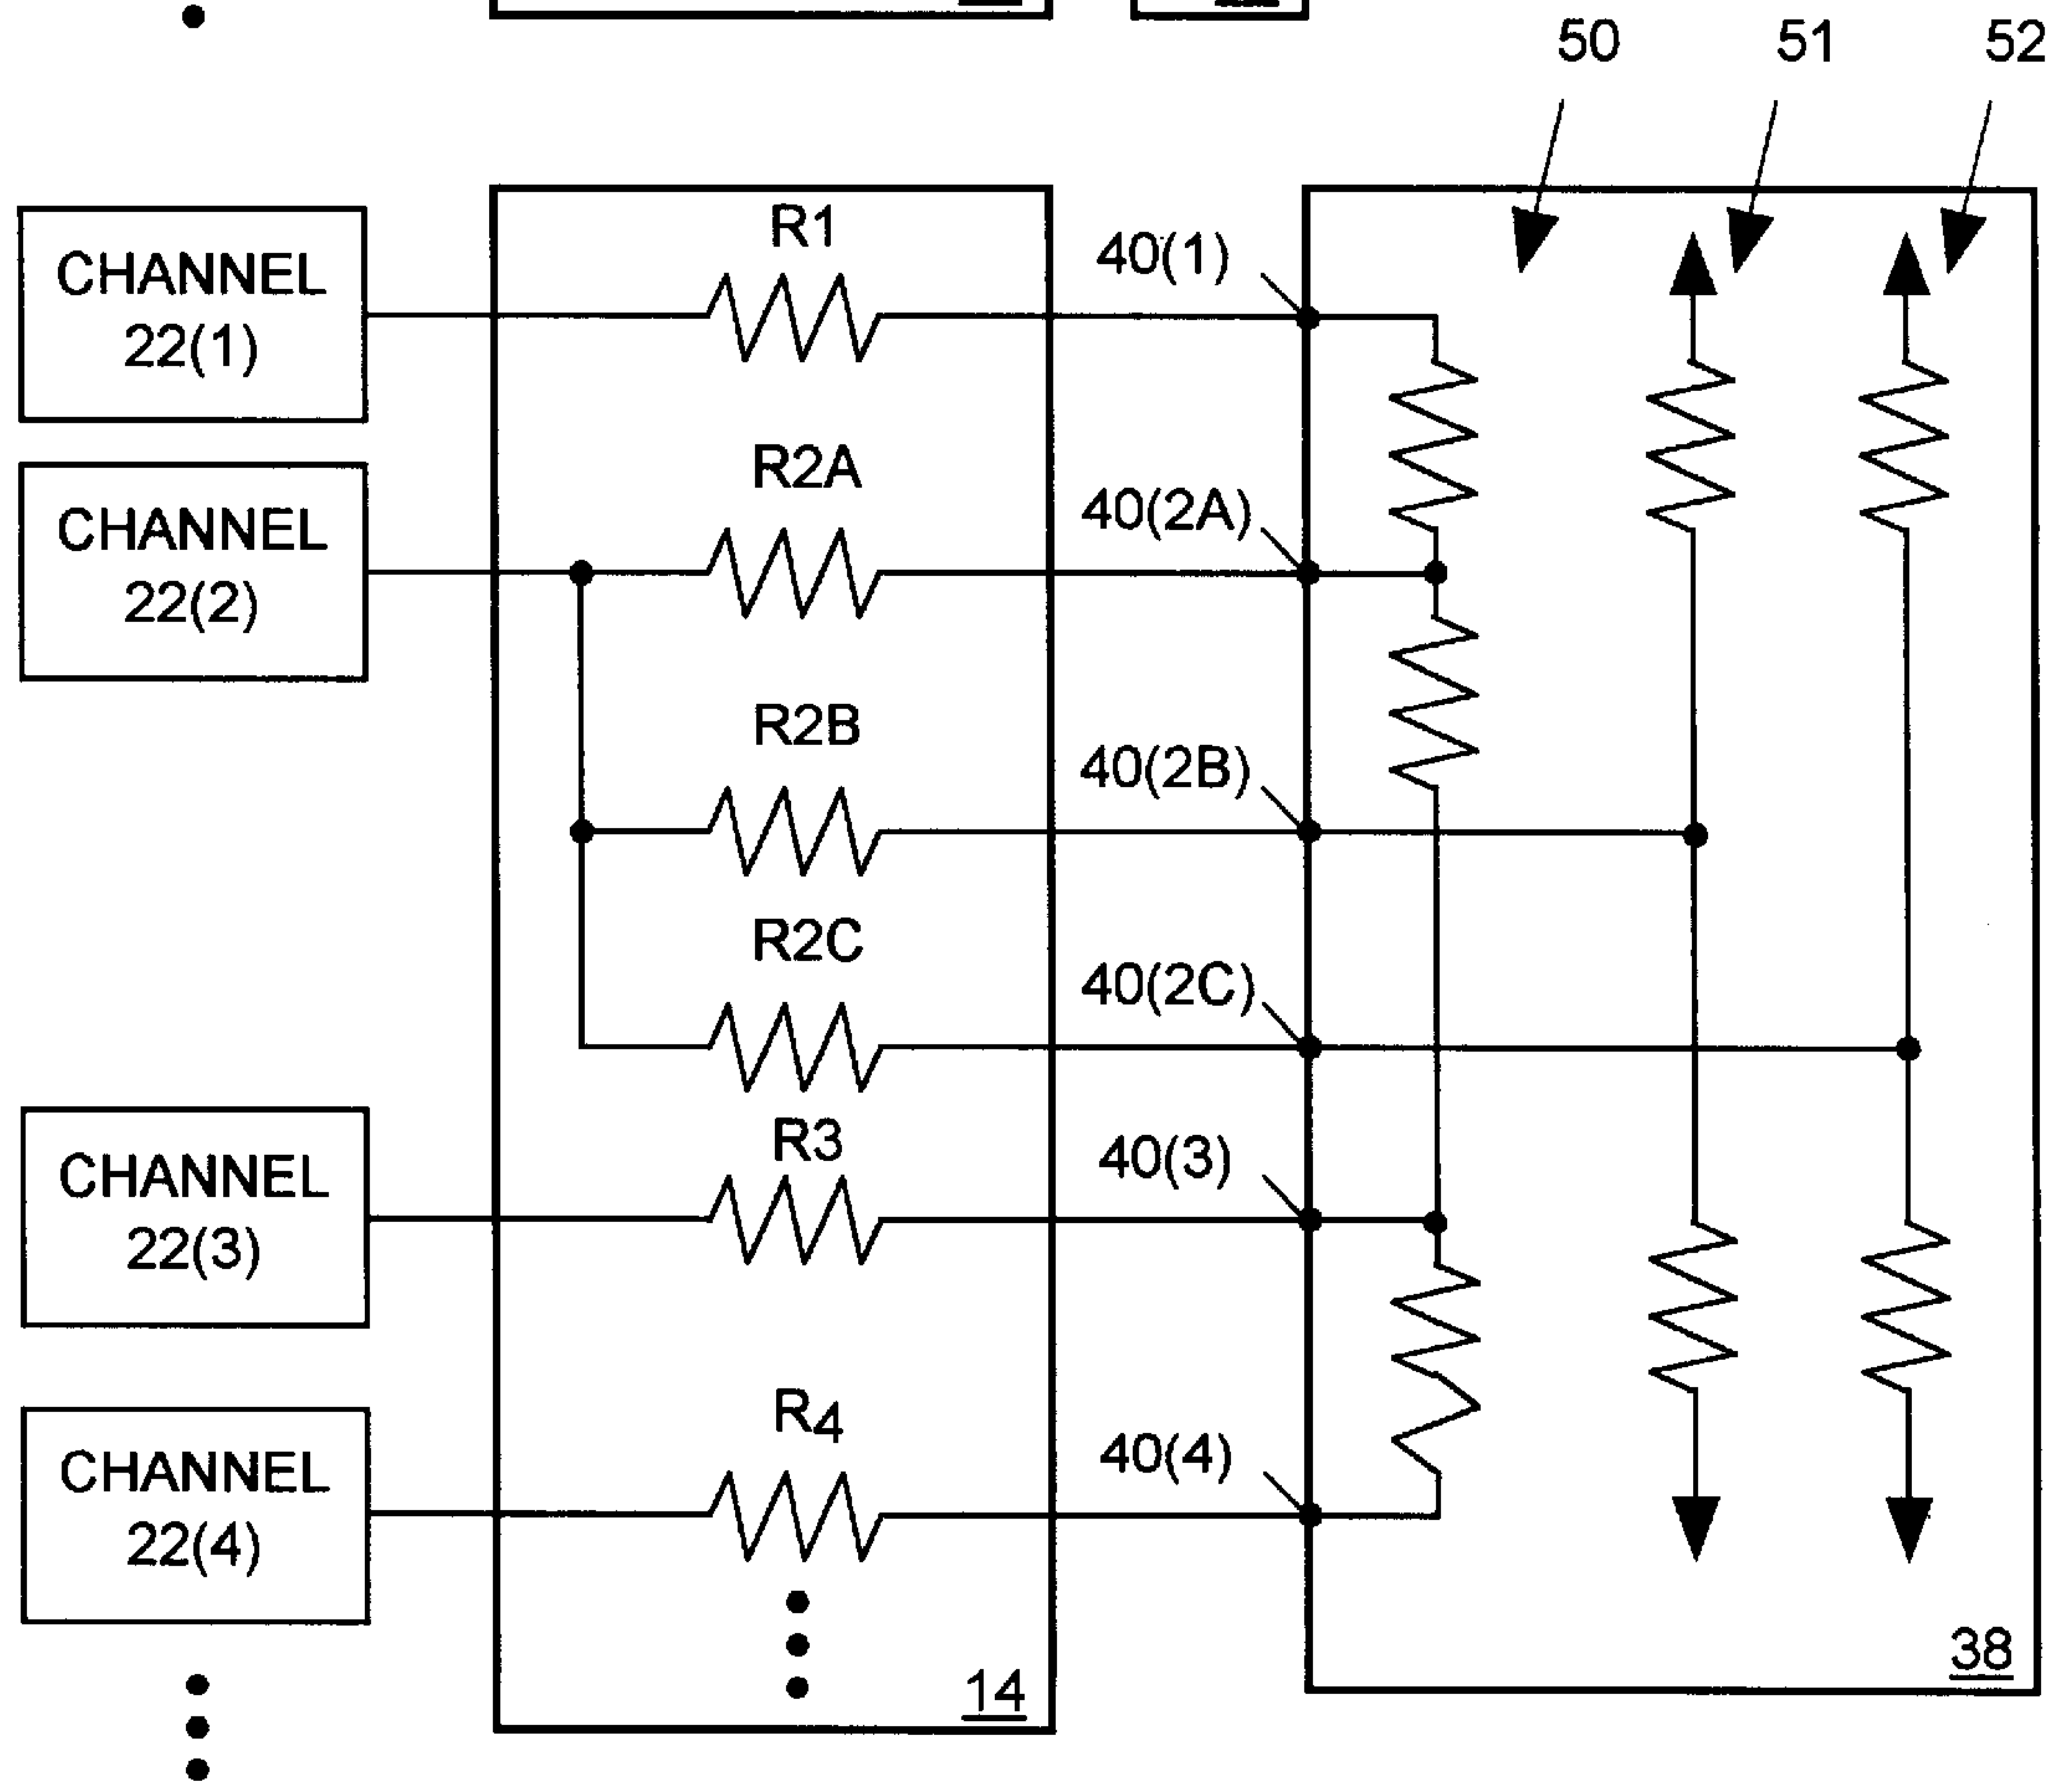 50
51
52
CHANNEL
22(1)
R1
40(1)
CHANNEL
22(2)
R2A
40(2A)
R2B
40(2B)
R2C
40(2C)
CHANNEL
22(3)
R3
40(3)
CHANNEL
22(4)
R4
40(4)
14
38